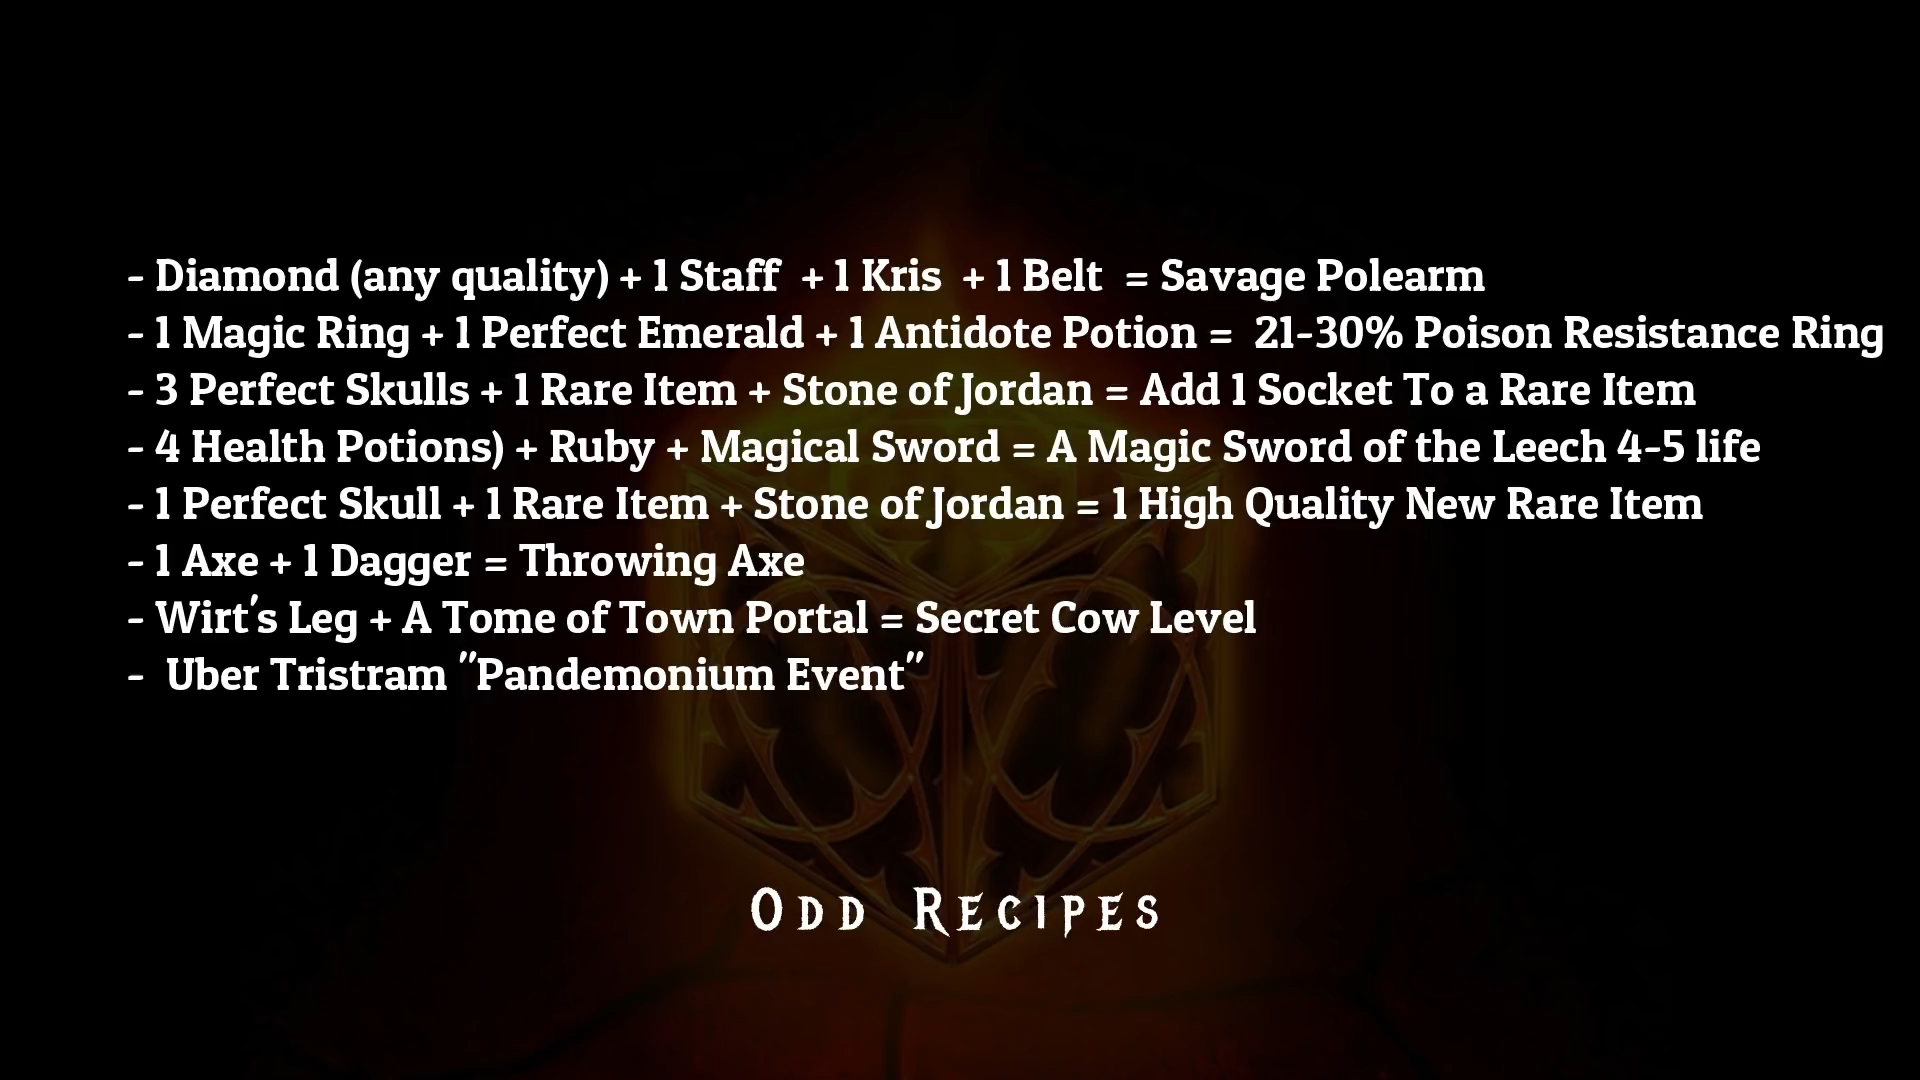 - Diamond (any quality) + 1 Staff  + 1 Kris  + 1 Belt  = Savage Polearm
- 1 Magic Ring + 1 Perfect Emerald + 1 Antidote Potion =  21-30% Poison Resistance Ring
- 3 Perfect Skulls + 1 Rare Item + Stone of Jordan = Add 1 Socket To a Rare Item
- 4 Health Potions) + Ruby + Magical Sword = A Magic Sword of the Leech 4-5 life
- 1 Perfect Skull + 1 Rare Item + Stone of Jordan = 1 High Quality New Rare Item
- 1 Axe + 1 Dagger = Throwing Axe
- Wirt's Leg + A Tome of Town Portal = Secret Cow Level
-  Uber Tristram "Pandemonium Event"
Odd Recipes